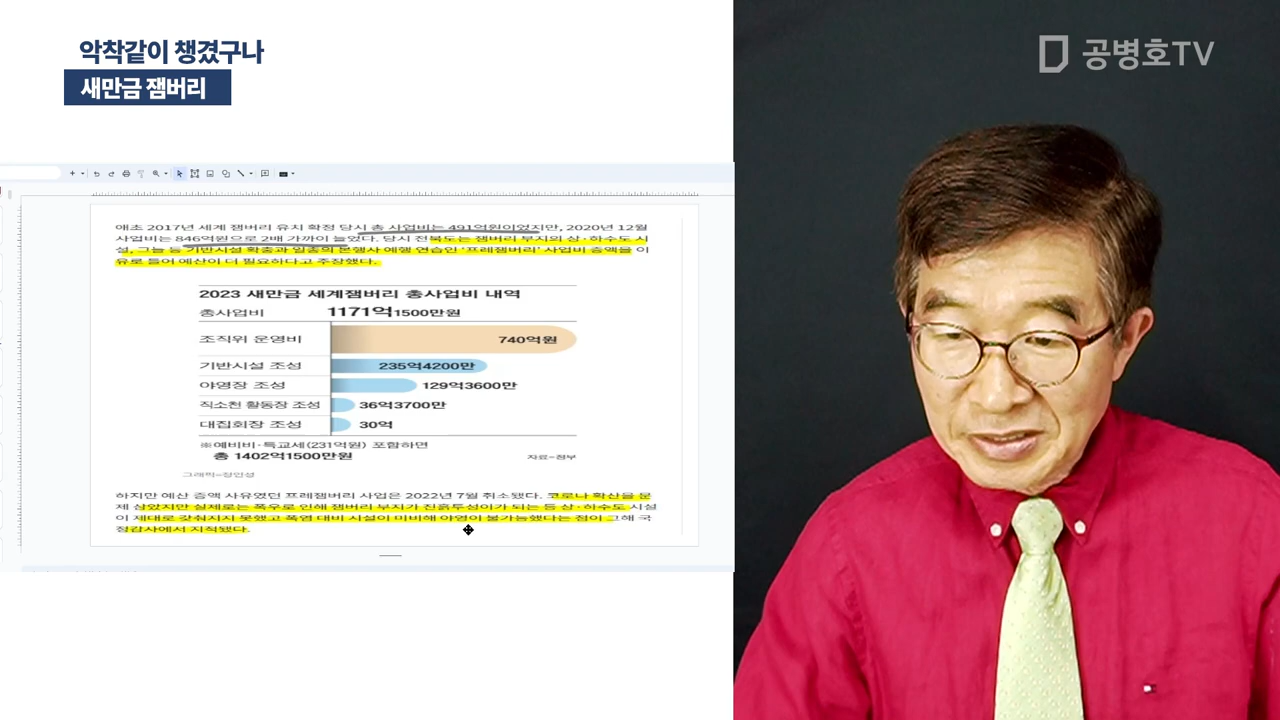 악착같이 챙겼구나
새만금 잼버리
공병호TV
애초 2017년 세계 잼버리 유치 확정 당시 총 사업비는 491억원이었지만, 2020년 12월
사업비는 846억원으로 2배 가까이 늘었다. 당시 전북도는 잼버리 부지의 상·하수도 시
설, 그늘 등 기반시설 확충과 일종의 본행사 예행 연습인 '프레잼버리' 사업비 증액을 이
유로 들어 예산이 더 필요하다고 주장했다.
2023 새만금 세계잼버리 총사업비 내역
총사업비 1171억1500만원
조직위 운영비 740억원
기반시설 조성 235억4200만
야영장 조성 129억3600만
직소천 활동장 조성 36억3700만
대집회장 조성 30억
※예비비·특교세(231억원) 포함하면
총 1402억1500만원
자료=정부
그래픽=정인성
하지만 예산 증액 사유였던 프레잼버리 사업은 2022년 7월 취소됐다. 코로나 확산을 문
제 삼았지만 실제로는 폭우로 인해 잼버리 부지가 진흙투성이가 되는 등 상·하수도 시설
이 제대로 갖춰지지 못했고 폭염 대비 시설이 미비해 야영이 불가능했다는 점이 그해 국
정감사에서 지적됐다.